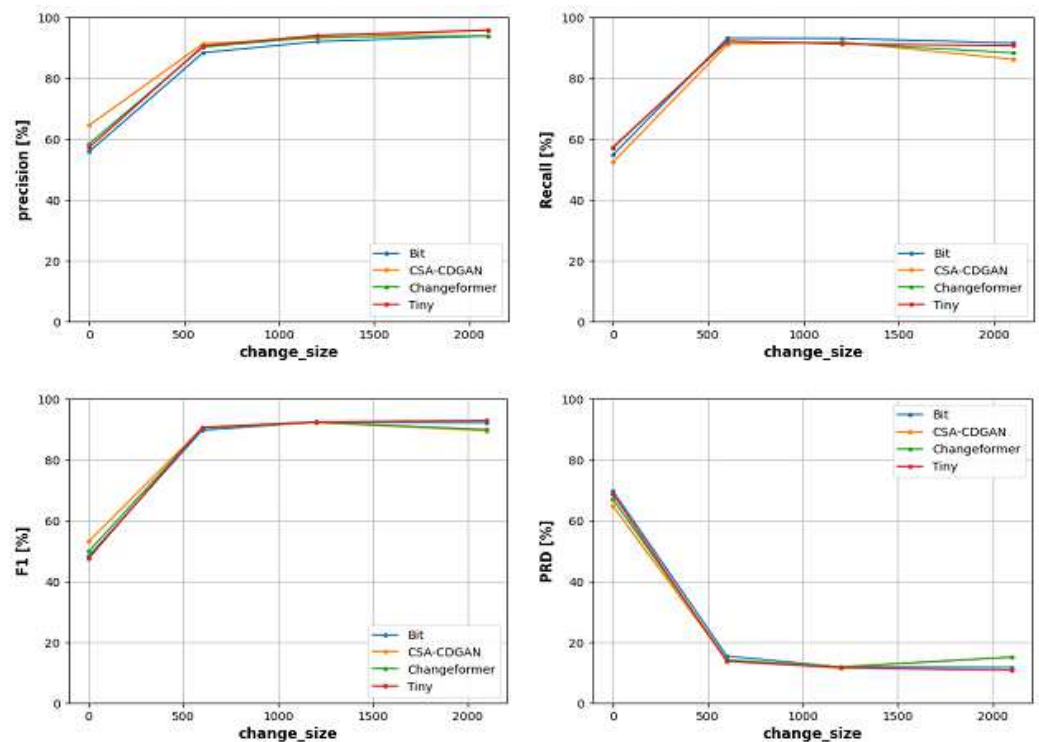 100
80
60
40
20
0
precision [%]
0 500 1000 1500 2000
change_size
Bit
CSA-CDGAN
Changeformer
Tiny
100
80
60
40
20
0
Recall [%]
0 500 1000 1500 2000
change_size
Bit
CSA-CDGAN
Changeformer
Tiny
100
80
60
40
20
0
F1 [%]
0 500 1000 1500 2000
change_size
Bit
CSA-CDGAN
Changeformer
Tiny
100
80
60
40
20
0
PRD [%]
0 500 1000 1500 2000
change_size
Bit
CSA-CDGAN
Changeformer
Tiny